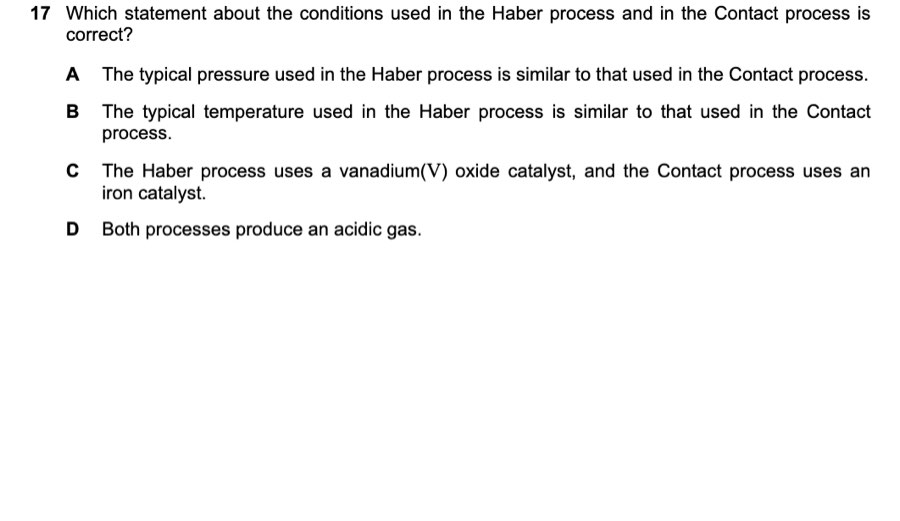 17 Which statement about the conditions used in the Haber process and in the Contact process is
correct?
A The typical pressure used in the Haber process is similar to that used in the Contact process.
B The typical temperature used in the Haber process is similar to that used in the Contact
process.
C The Haber process uses a vanadium(V) oxide catalyst, and the Contact process uses an
iron catalyst.
D Both processes produce an acidic gas.